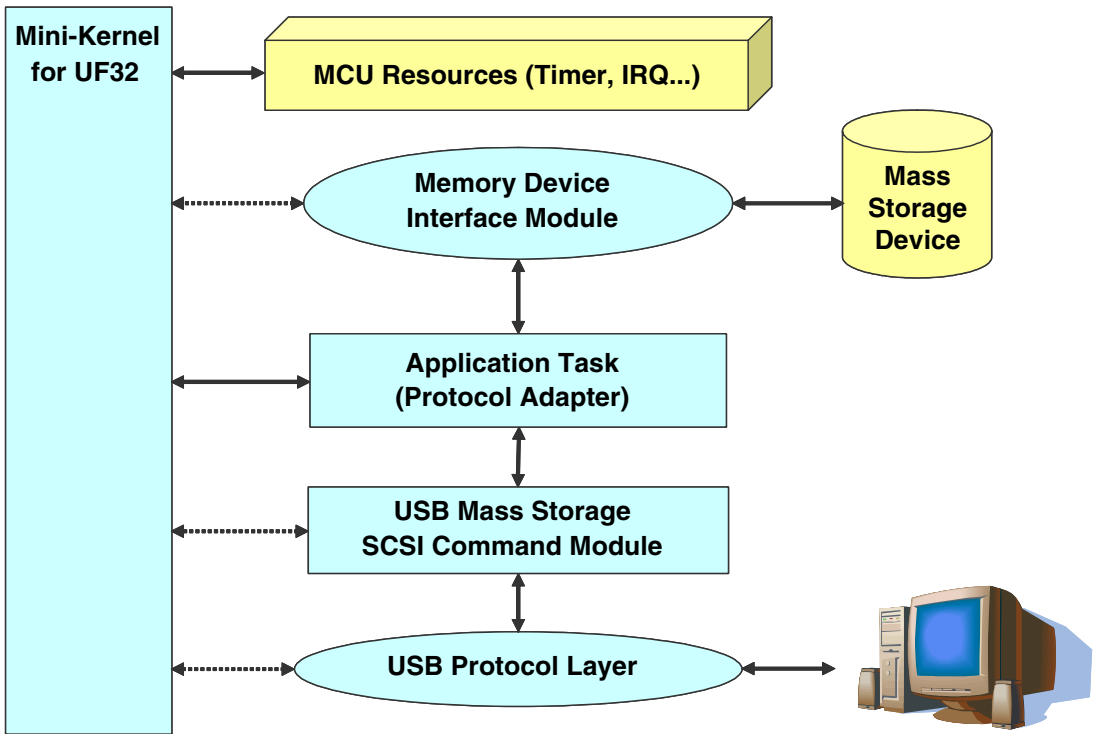 Mini-Kernel
for UF32
MCU Resources (Timer, IRQ...)
Memory Device
Interface Module
Mass
Storage
Device
Application Task
(Protocol Adapter)
USB Mass Storage
SCSI Command Module
USB Protocol Layer